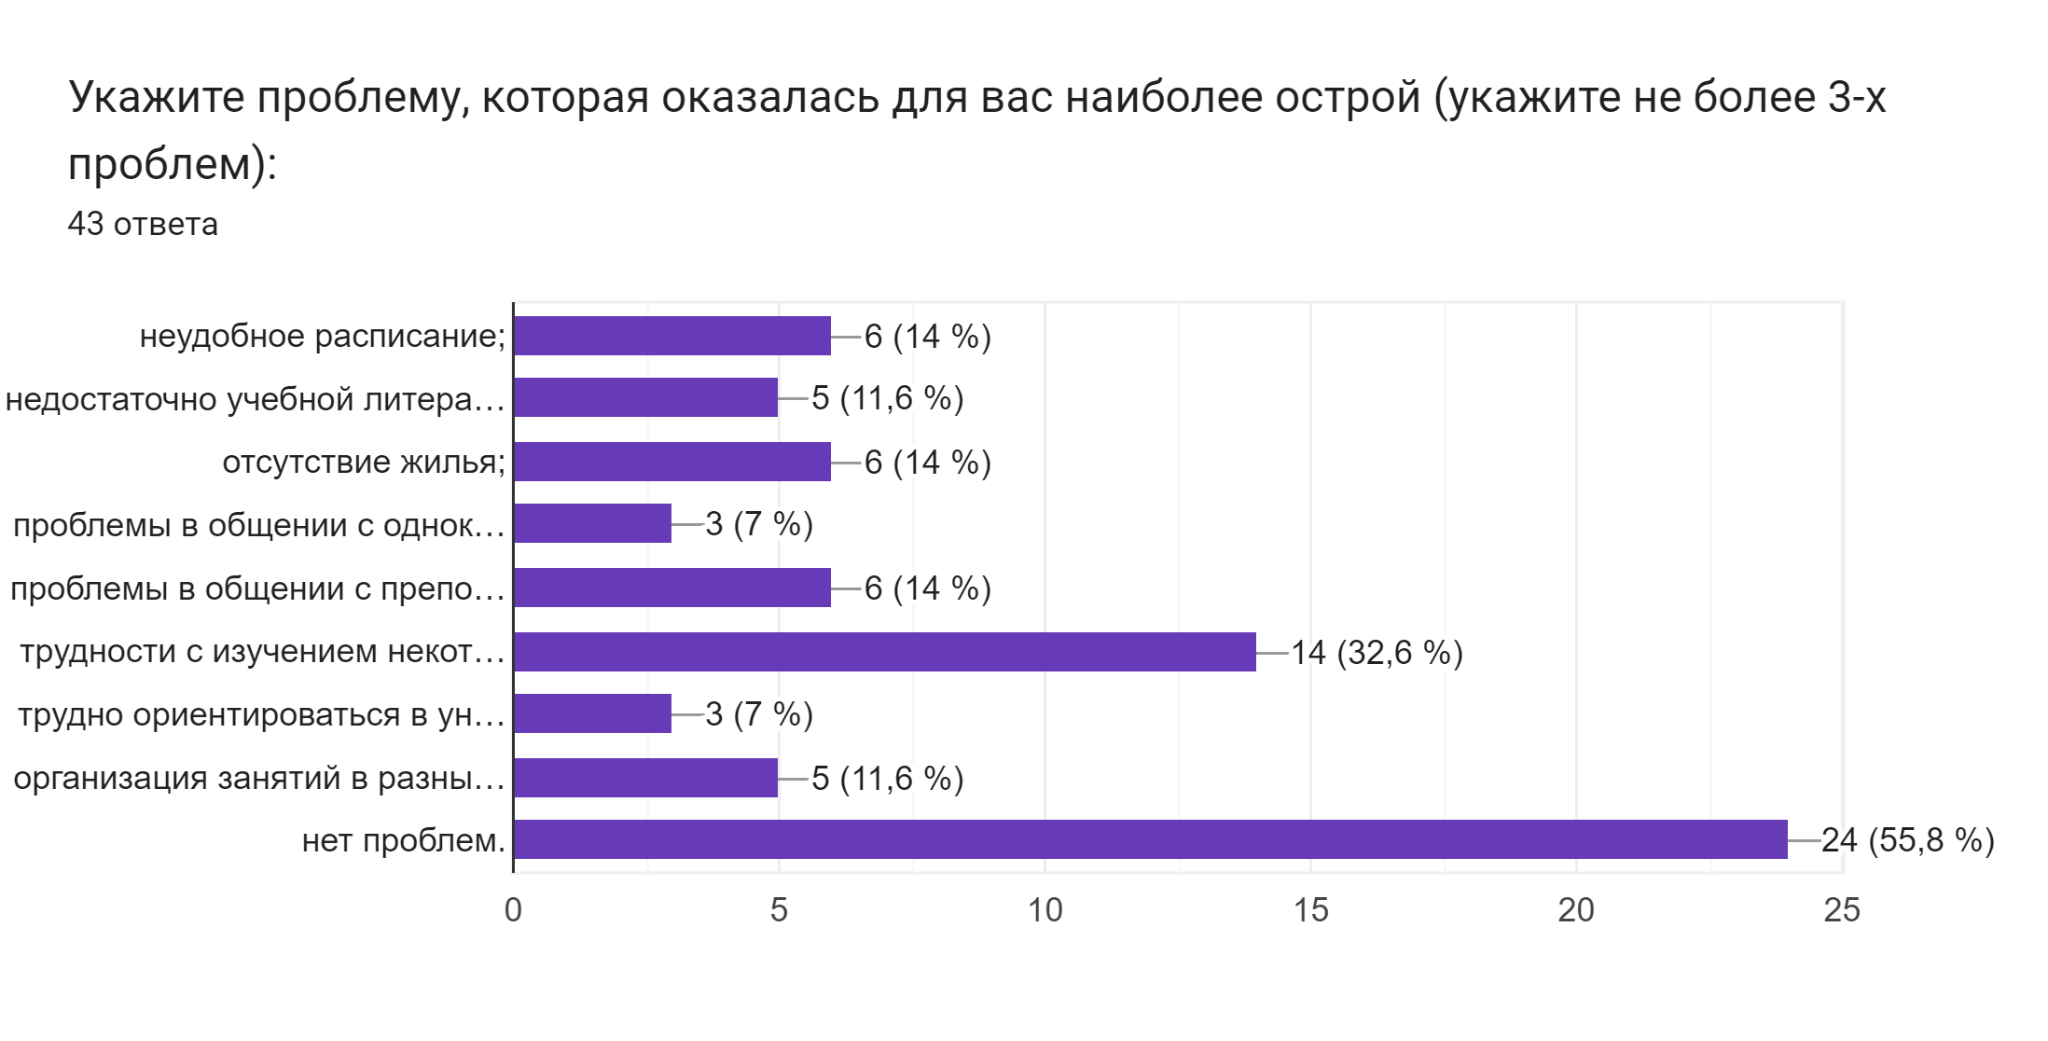 Укажите проблему, которая оказалась для вас наиболее острой (укажите не более 3-х
проблем):
43 ответа
неудобное расписание; 6 (14 %)
недостаточно учебной литера… 5 (11,6 %)
отсутствие жилья; 6 (14 %)
проблемы в общении с однок… 3 (7 %)
проблемы в общении с препо… 6 (14 %)
трудности с изучением некот… 14 (32,6 %)
трудно ориентироваться в ун… 3 (7 %)
организация занятий в разны… 5 (11,6 %)
нет проблем. 24 (55,8 %)
0 5 10 15 20 25